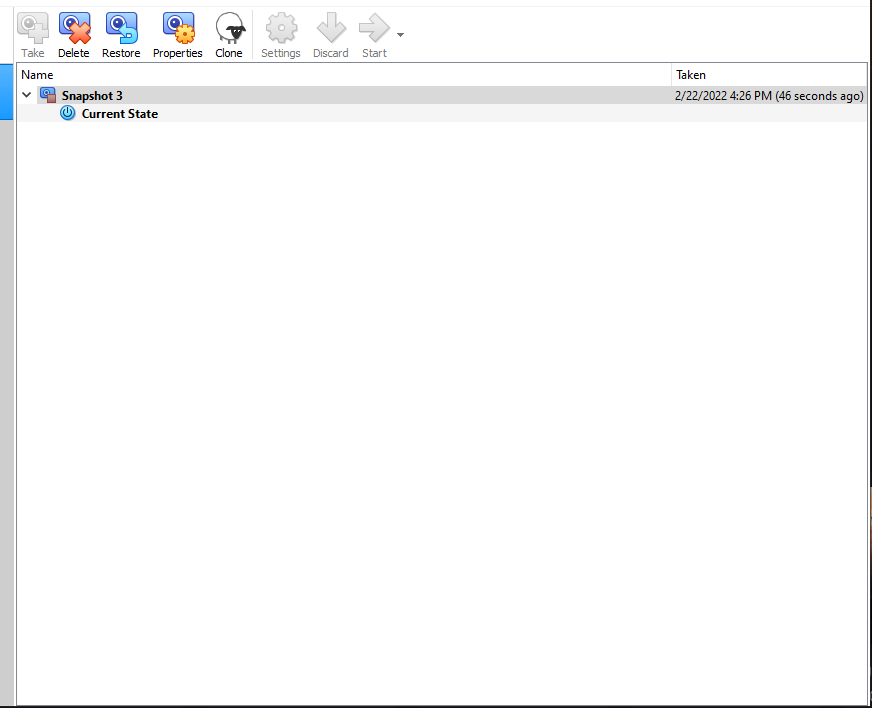 Take Delete Restore Properties Clone Settings Discard Start
Name Taken
Snapshot 3 2/22/2022 4:26 PM (46 seconds ago)
Current State